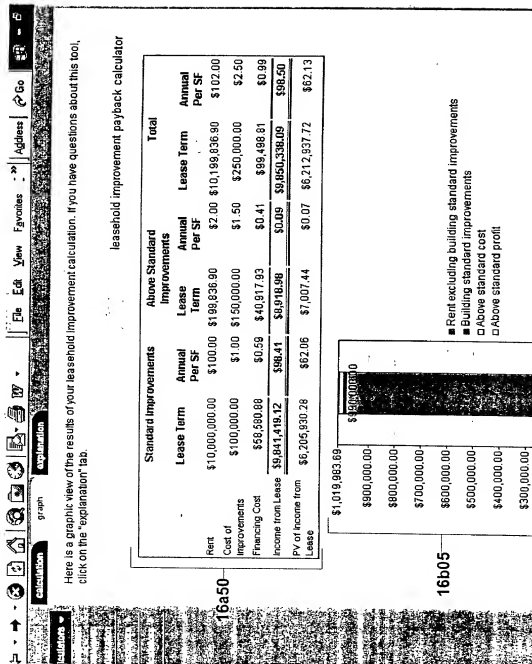 File Edit View Favorites » Address Go
calculation graph explanation
Here is a graphic view of the results of your leasehold improvement calculation. If you have questions about this tool,
click on the "explanation" tab.
leasehold improvement payback calculator
Standard Improvements Above Standard Improvements Total
Lease Term Annual Per SF Lease Term Annual Per SF Lease Term Annual Per SF
Rent $10,000,000.00 $100.00 $199,836.90 $2.00 $10,199,836.90 $102.00
Cost of Improvements $100,000.00 $1.00 $150,000.00 $1.50 $250,000.00 $2.50
Financing Cost $58,580.88 $0.59 $40,917.93 $0.41 $99,498.81 $0.99
Income from Lease $9,841,419.12 $98.41 $8,918.98 $0.09 $9,850,338.09 $98.50
PV of Income from Lease $6,205,930.28 $62.06 $7,007.44 $0.07 $6,212,937.72 $62.13
16a50
$1,019,983.69
$900,000.00
$800,000.00
$700,000.00
$600,000.00
$500,000.00
$400,000.00
$300,000.00
$990,000.00
Rent excluding building standard improvements
Building standard improvements
Above standard cost
Above standard profit
16b05